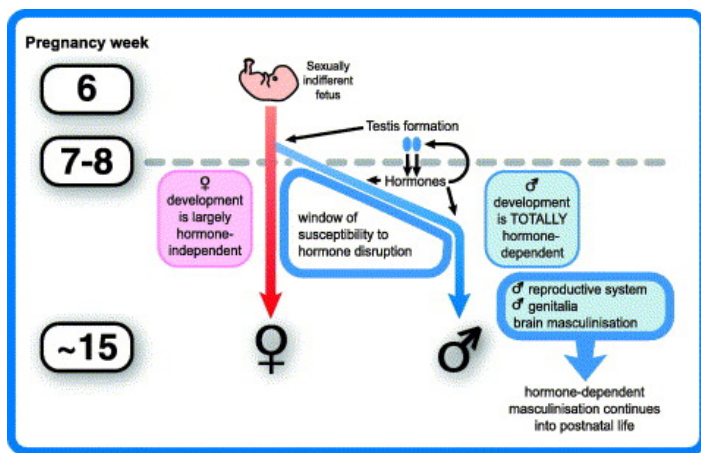 Pregnancy week
6
Sexually
indifferent
fetus
Testis formation
7-8
Hormones
♀
development
is largely
hormone-
independent
window of
susceptibility to
hormone disruption
♂
development
is TOTALLY
hormone-
dependent
♂ reproductive system
♂ genitalia
brain masculinisation
~15
♀
♂
hormone-dependent
masculinisation continues
into postnatal life